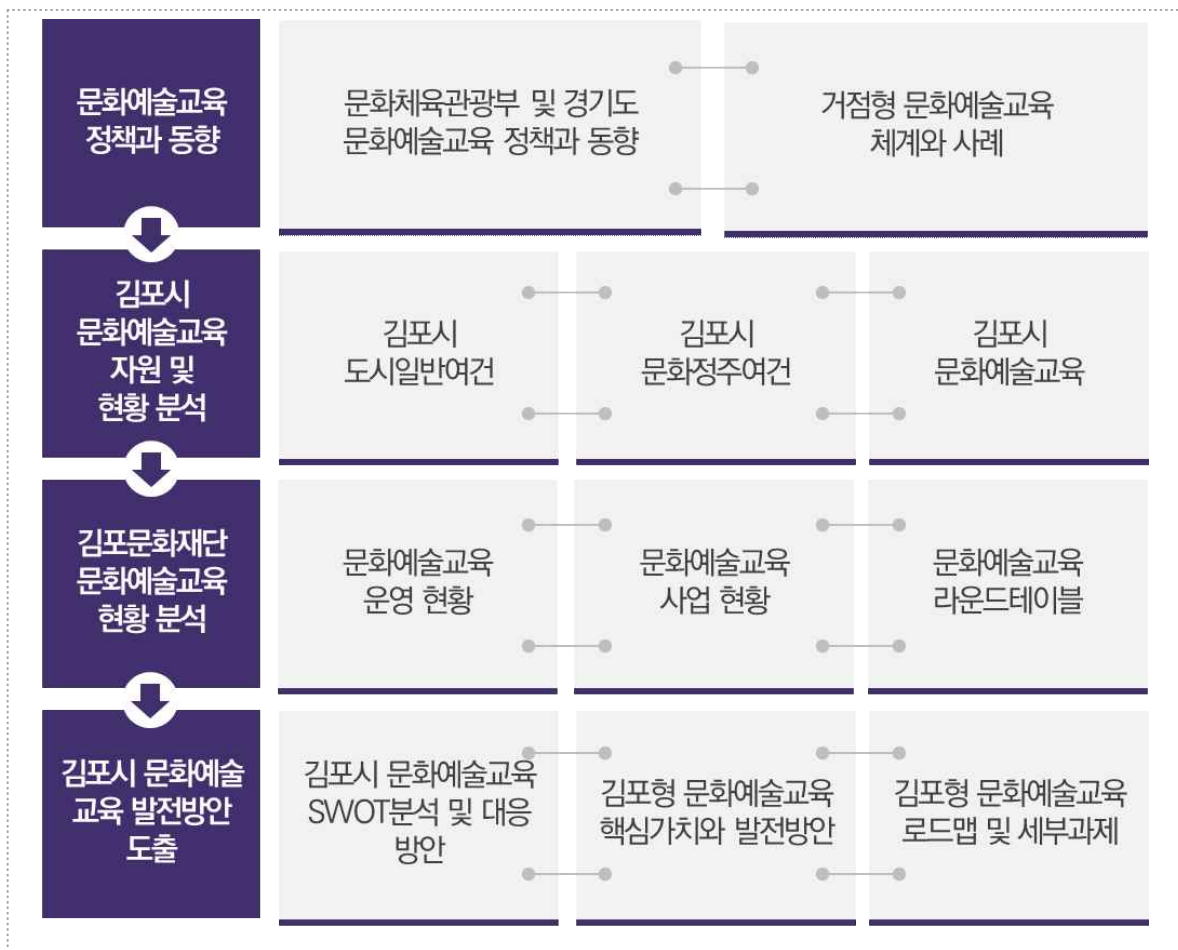 문화예술교육
정책과 동향
문화체육관광부 및 경기도
문화예술교육 정책과 동향
거점형 문화예술교육
체계와 사례
김포시
문화예술교육
자원 및
현황 분석
김포시
도시일반여건
김포시
문화정주여건
김포시
문화예술교육
김포문화재단
문화예술교육
현황 분석
문화예술교육
운영 현황
문화예술교육
사업 현황
문화예술교육
라운드테이블
김포시 문화예술
교육 발전방안
도출
김포시 문화예술교육
SWOT분석 및 대응
방안
김포형 문화예술교육
핵심가치와 발전방안
김포형 문화예술교육
로드맵 및 세부과제